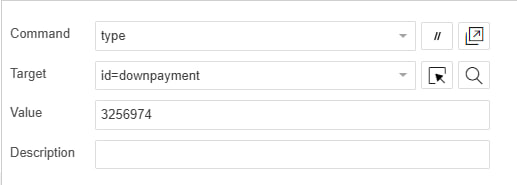 Command type //
Target id=downpayment
Value 3256974
Description